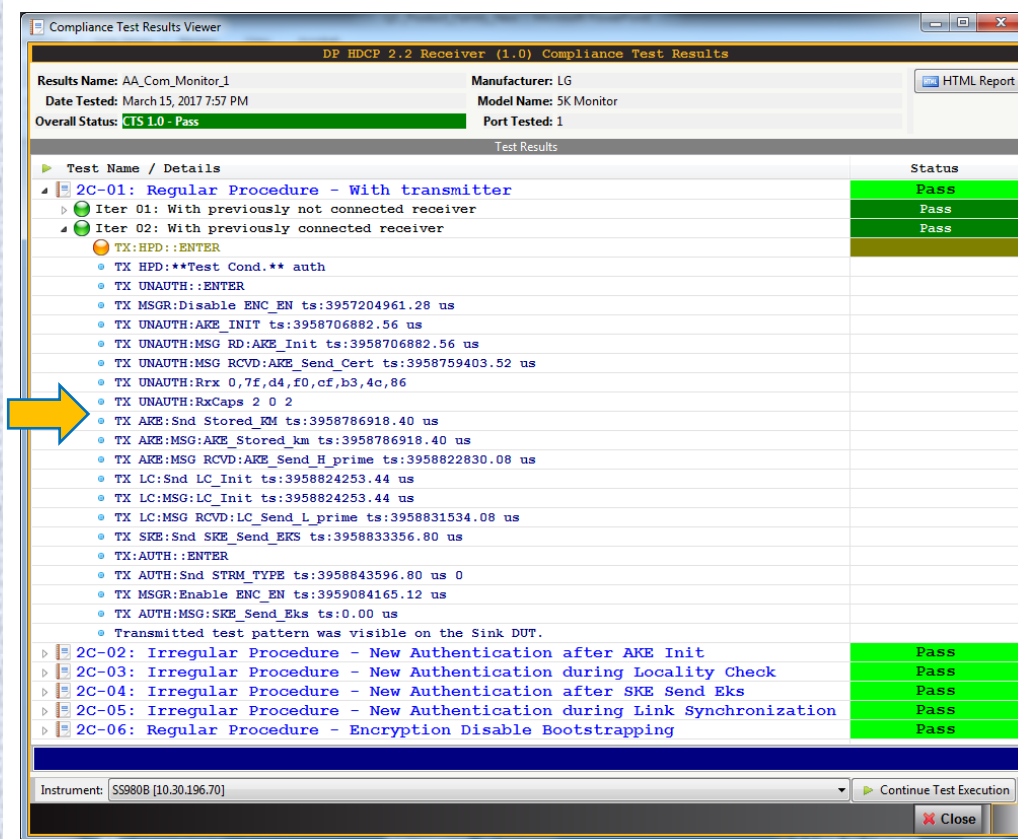 Compliance Test Results Viewer
DP HDCP 2.2 Receiver (1.0) Compliance Test Results
Results Name: AA_Com_Monitor_1 Manufacturer: LG HTML Report
Date Tested: March 15, 2017 7:57 PM Model Name: 5K Monitor
Overall Status: CTS 1.0 - Pass Port Tested: 1
Test Results
Test Name / Details Status
2C-01: Regular Procedure - With transmitter Pass
Iter 01: With previously not connected receiver Pass
Iter 02: With previously connected receiver Pass
TX:HPD::ENTER
TX HPD:**Test Cond.** auth
TX UNAUTH::ENTER
TX MSGR:Disable ENC_EN ts:3957204961.28 us
TX UNAUTH:AKE_INIT ts:3958706882.56 us
TX UNAUTH:MSG RD:AKE_Init ts:3958706882.56 us
TX UNAUTH:MSG RCVD:AKE_Send_Cert ts:3958759403.52 us
TX UNAUTH:Rrx 0,7f,d4,f0,cf,b3,4c,86
TX UNAUTH:RxCaps 2 0 2
TX AKE:Snd Stored_KM ts:3958786918.40 us
TX AKE:MSG:AKE_Stored_km ts:3958786918.40 us
TX AKE:MSG RCVD:AKE_Send_H_prime ts:3958822830.08 us
TX LC:Snd LC_Init ts:3958824253.44 us
TX LC:MSG:LC_Init ts:3958824253.44 us
TX LC:MSG RCVD:LC_Send_L_prime ts:3958831534.08 us
TX SKE:Snd SKE_Send_EKS ts:3958833356.80 us
TX:AUTH::ENTER
TX AUTH:Snd STRM_TYPE ts:3958843596.80 us 0
TX MSGR:Enable ENC_EN ts:3959084165.12 us
TX AUTH:MSG:SKE_Send_Eks ts:0.00 us
Transmitted test pattern was visible on the Sink DUT.
2C-02: Irregular Procedure - New Authentication after AKE Init Pass
2C-03: Irregular Procedure - New Authentication during Locality Check Pass
2C-04: Irregular Procedure - New Authentication after SKE Send Eks Pass
2C-05: Irregular Procedure - New Authentication during Link Synchronization Pass
2C-06: Regular Procedure - Encryption Disable Bootstrapping Pass
Instrument: SS980B [10.30.196.70] Continue Test Execution
Close